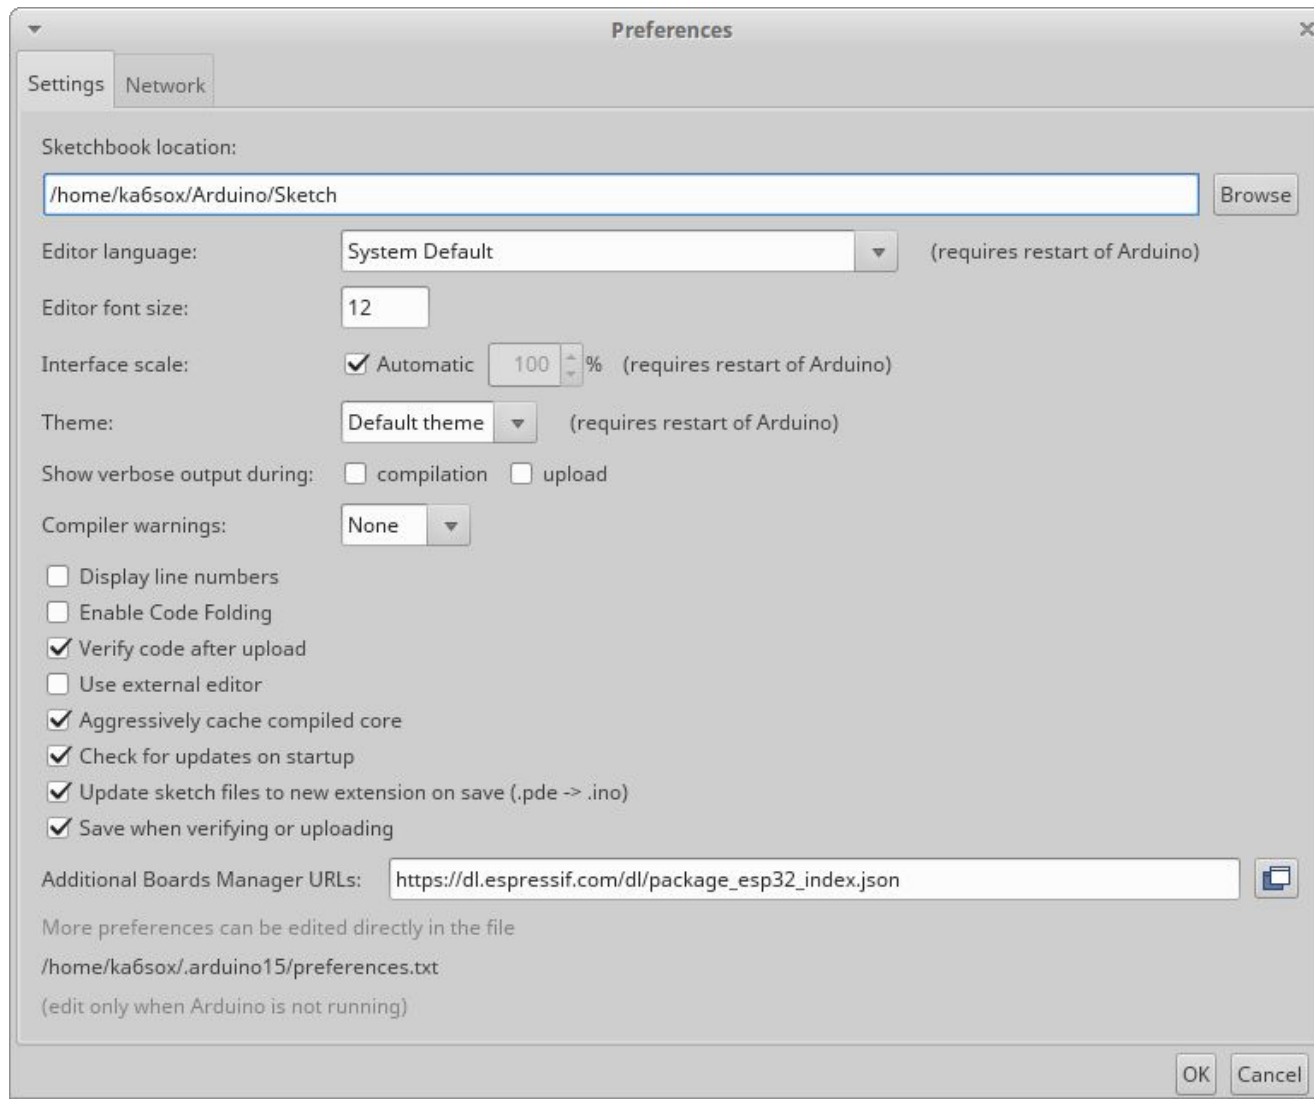 Preferences
Settings Network
Sketchbook location:
/home/ka6sox/Arduino/Sketch Browse
Editor language: System Default (requires restart of Arduino)
Editor font size: 12
Interface scale: Automatic 100 % (requires restart of Arduino)
Theme: Default theme (requires restart of Arduino)
Show verbose output during: compilation upload
Compiler warnings: None
Display line numbers
Enable Code Folding
Verify code after upload
Use external editor
Aggressively cache compiled core
Check for updates on startup
Update sketch files to new extension on save (.pde -> .ino)
Save when verifying or uploading
Additional Boards Manager URLs: https://dl.espressif.com/dl/package_esp32_index.json
More preferences can be edited directly in the file
/home/ka6sox/.arduino15/preferences.txt
(edit only when Arduino is not running)
OK Cancel